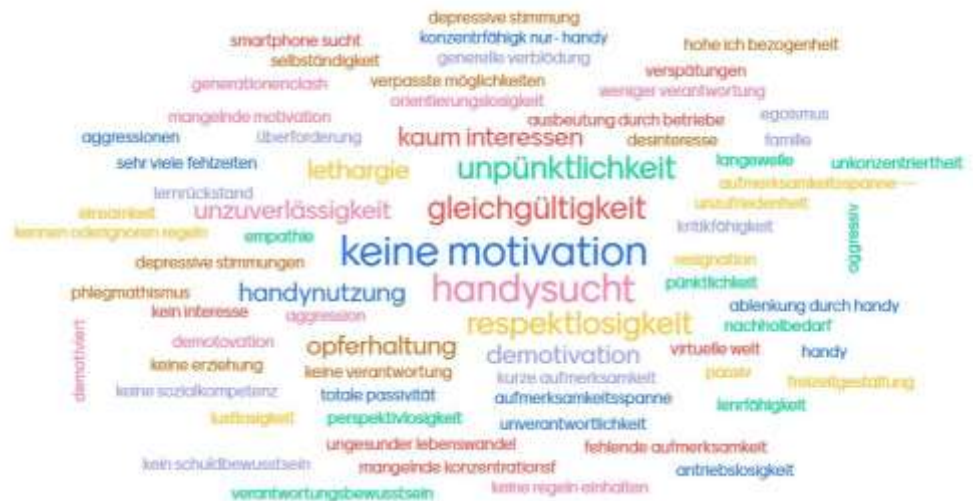 depressive stimmung
smartphone sucht
konzentrfähigk nur- handy
hohe ich bezogenheit
selbständigkeit
generelle verblödung
generationenclash
verpasste möglichkeiten
verspätungen
orientierungslosigkeit
weniger verantwortung
mangelnde motivation
ausbeutung durch betriebe
egoismus
aggressionen
überforderung
kaum interessen
desinteresse
familie
sehr viele fehlzeiten
lethargie
unpünktlichkeit
langeweile
unkonzentriertheit
lernrückstand
aufmerksamkeitsspanne
einsamkeit
unzuverlässigkeit
gleichgültigkeit
unzufriedenheit
kennen oderignoren regeln
empathie
kritikfähigkeit
aggressiv
keine motivation
depressive stimmungen
resignation
phlegmathismus
handynutzung
handysucht
pünktlichkeit
kein interesse
aggression
ablenkung durch handy
respektlosigkeit
nachholbedarf
demotiviert
demotovation
opferhaltung
demotivation
virtuelle welt
handy
keine erziehung
keine verantwortung
kurze aufmerksamkeit
passiv
freizeitgestaltung
keine sozialkompetenz
totale passivität
aufmerksamkeitsspanne
lernfähigkeit
lustlosigkeit
perspektivlosigkeit
unverantwortlichkeit
ungesunder lebenswandel
fehlende aufmerksamkeit
kein schuldbewusstsein
mangelnde konzentrationsf
antriebslosigkeit
verantwortungsbewusstsein
keine regeln einhalten